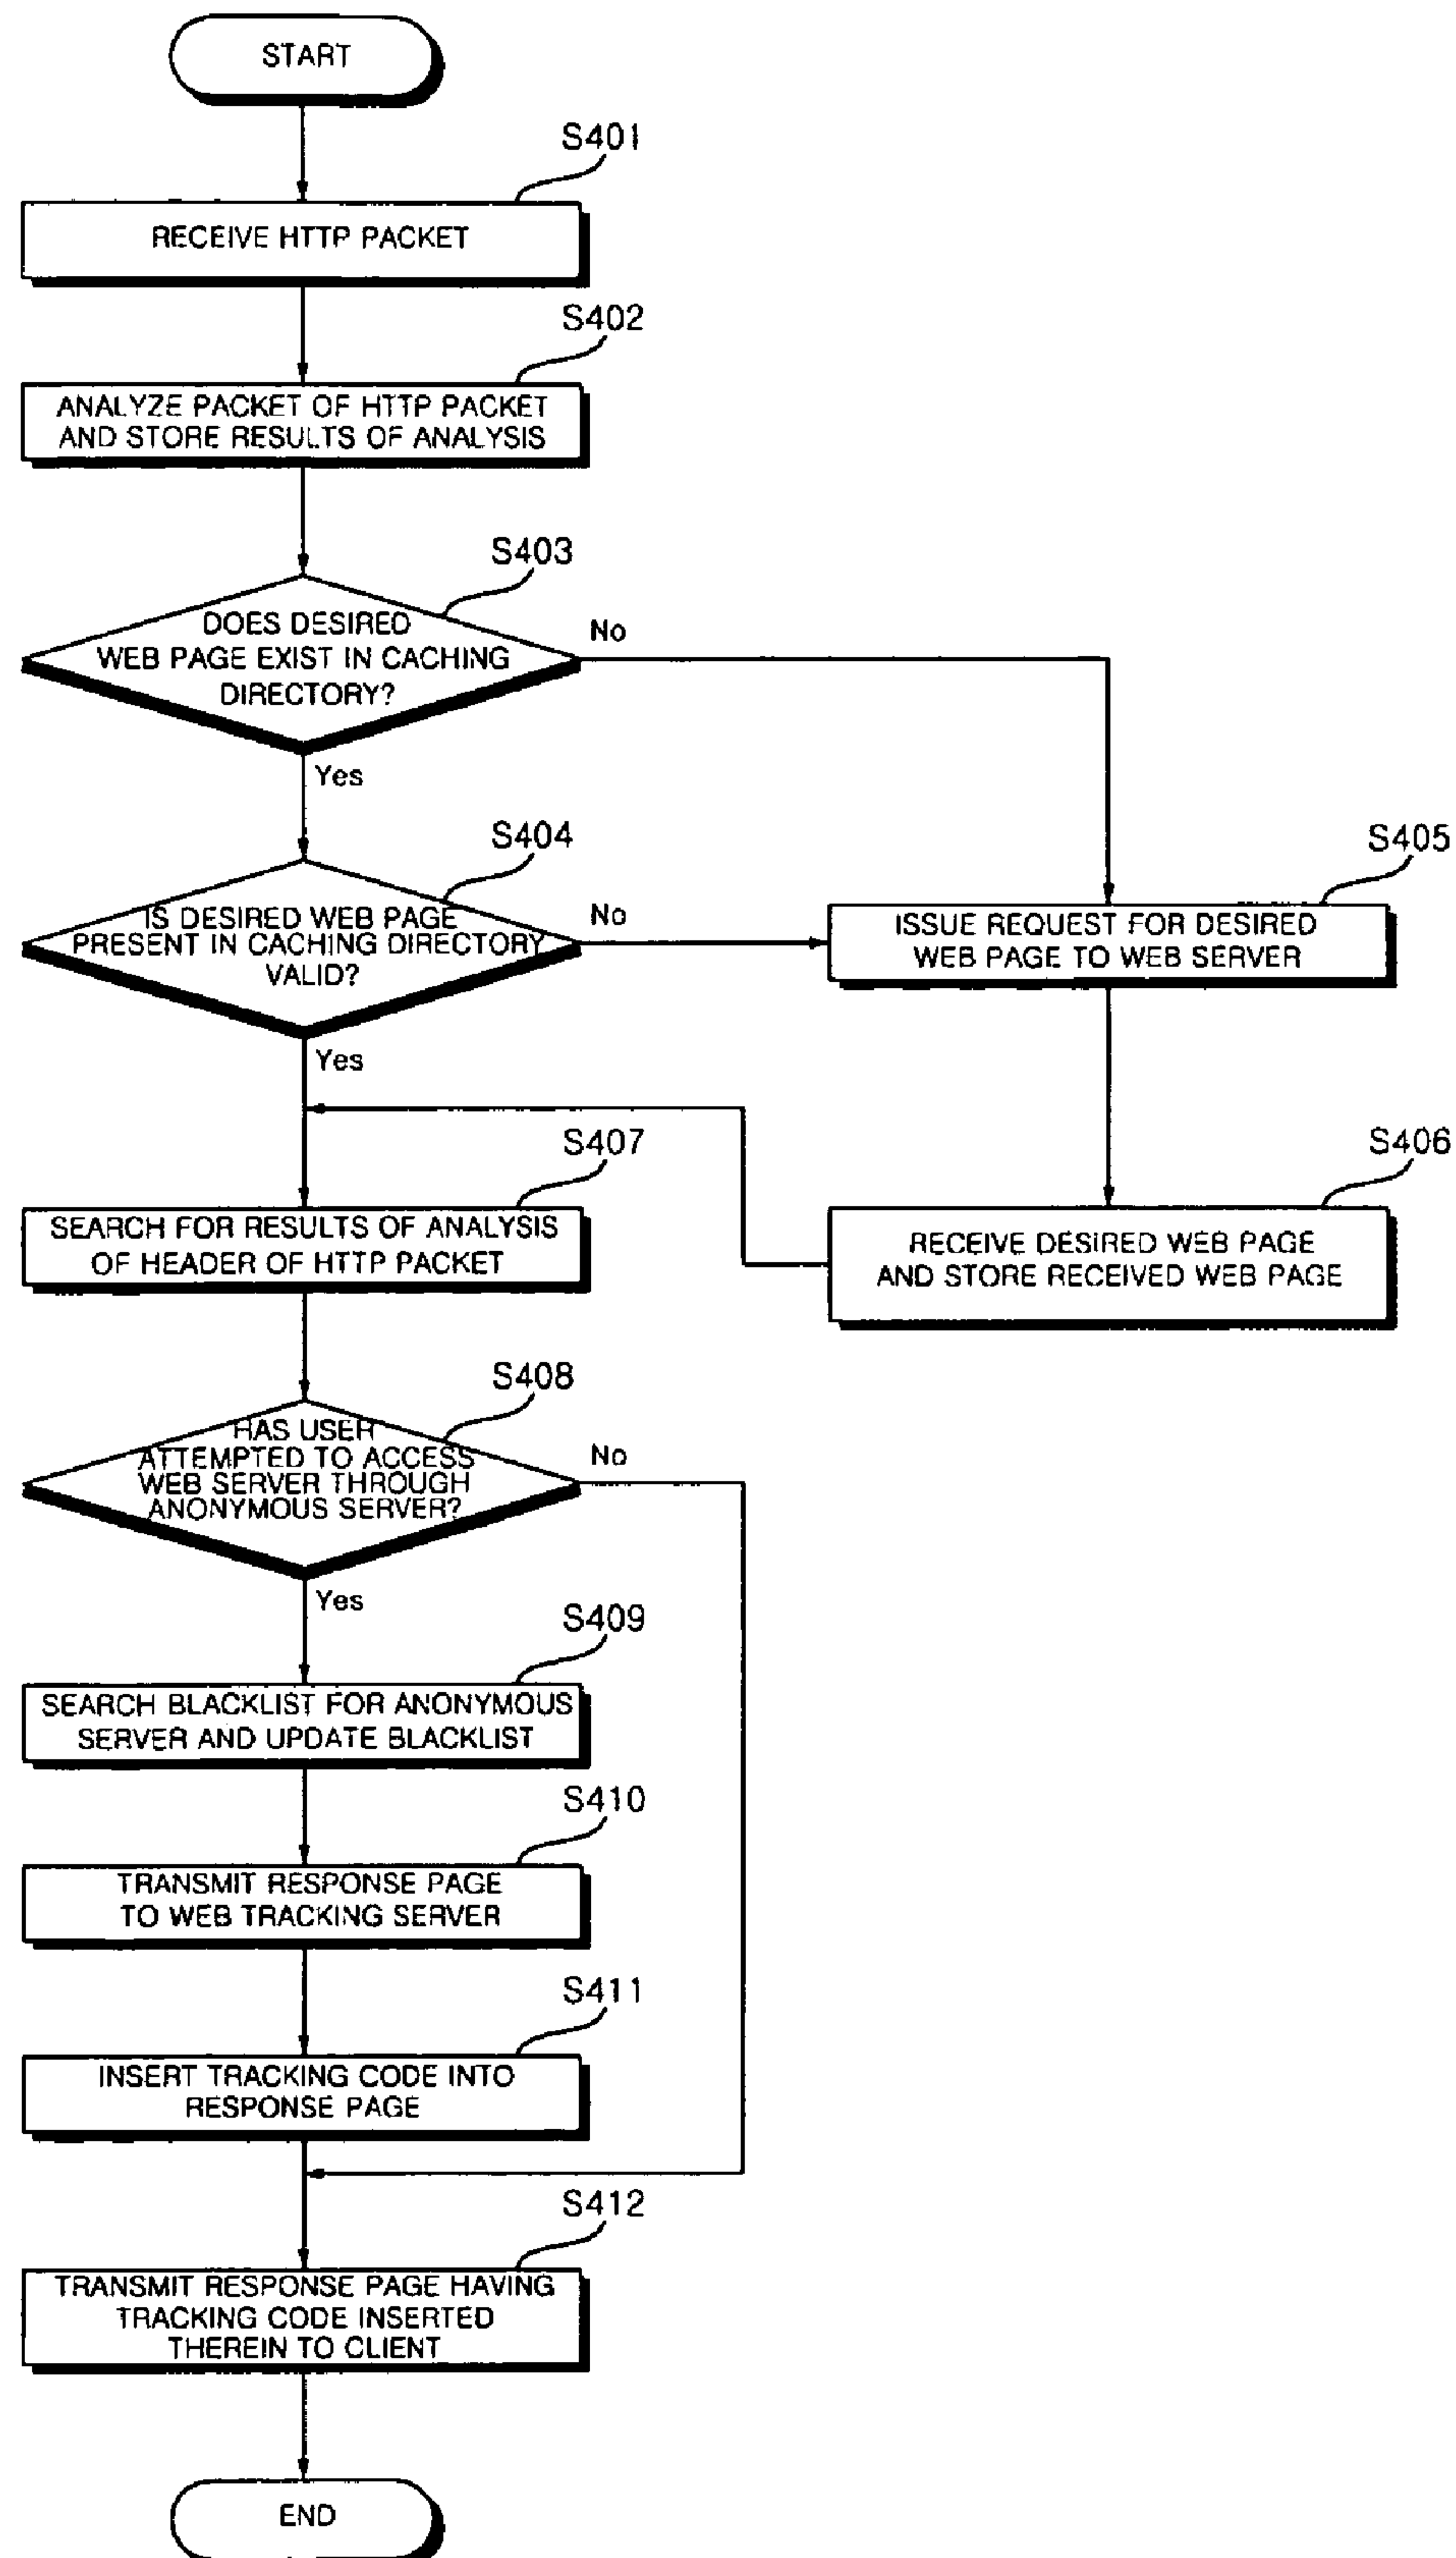 START
S401
RECEIVE HTTP PACKET
S402
ANALYZE PACKET OF HTTP PACKET
AND STORE RESULTS OF ANALYSIS
S403
DOES DESIRED
WEB PAGE EXIST IN CACHING
DIRECTORY?
No
Yes
S404
IS DESIRED WEB PAGE
PRESENT IN CACHING DIRECTORY
VALID?
No
Yes
S405
ISSUE REQUEST FOR DESIRED
WEB PAGE TO WEB SERVER
S406
RECEIVE DESIRED WEB PAGE
AND STORE RECEIVED WEB PAGE
S407
SEARCH FOR RESULTS OF ANALYSIS
OF HEADER OF HTTP PACKET
S408
HAS USER
ATTEMPTED TO ACCESS
WEB SERVER THROUGH
ANONYMOUS SERVER?
No
Yes
S409
SEARCH BLACKLIST FOR ANONYMOUS
SERVER AND UPDATE BLACKLIST
S410
TRANSMIT RESPONSE PAGE
TO WEB TRACKING SERVER
S411
INSERT TRACKING CODE INTO
RESPONSE PAGE
S412
TRANSMIT RESPONSE PAGE HAVING
TRACKING CODE INSERTED
THEREIN TO CLIENT
END